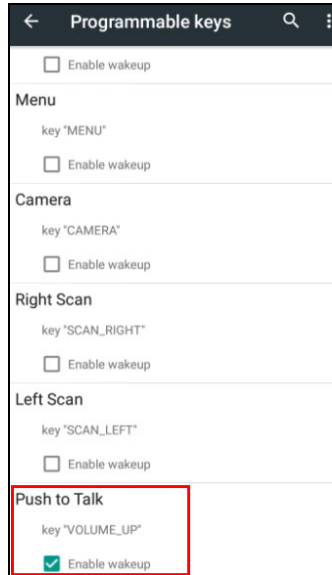 Programmable keys
Enable wakeup
Menu
key "MENU"
Enable wakeup
Camera
key "CAMERA"
Enable wakeup
Right Scan
key "SCAN_RIGHT"
Enable wakeup
Left Scan
key "SCAN_LEFT"
Enable wakeup
Push to Talk
key "VOLUME_UP"
Enable wakeup